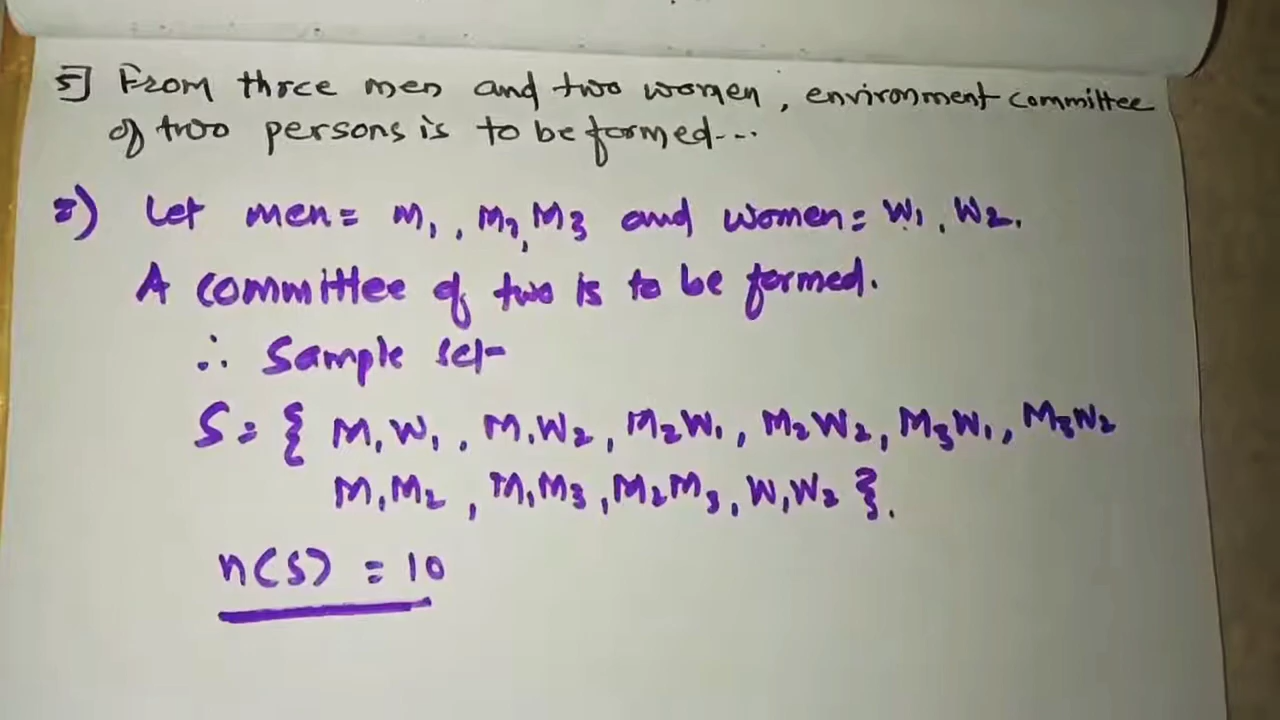 5] From three men and two women, environment committee
of two persons is to be formed...
=) Let men = M₁, M₂, M₃ and women = W₁, W₂.
A committee of two is to be formed.
∴ Sample set
S = { M₁W₁, M₁W₂, M₂W₁, M₂W₂, M₃W₁, M₃W₂
M₁M₂, M₁M₃, M₂M₃, W₁W₂ }.
n(S) = 10